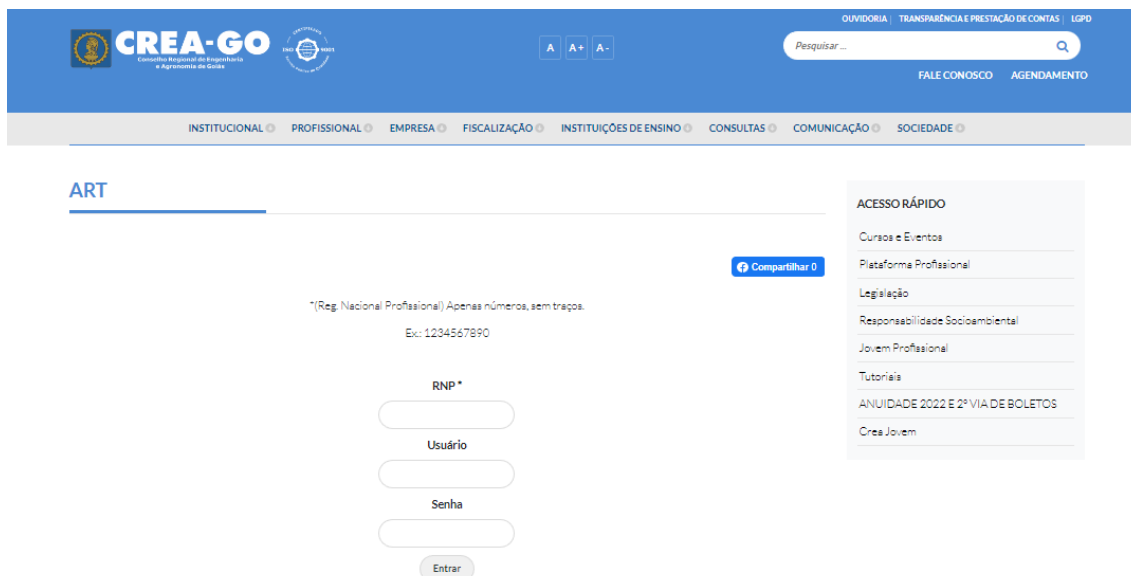 OUVIDORIA | TRANSPARÊNCIA E PRESTAÇÃO DE CONTAS | LGPD
CREA-GO
Conselho Regional de Engenharia
e Agronomia de Goiás
ISO 9001
A A+ A-
Pesquisar ...
FALE CONOSCO AGENDAMENTO
INSTITUCIONAL PROFISSIONAL EMPRESA FISCALIZAÇÃO INSTITUIÇÕES DE ENSINO CONSULTAS COMUNICAÇÃO SOCIEDADE
ART
Compartilhar 0
*(Reg. Nacional Profissional) Apenas números, sem traços.
Ex.: 1234567890
RNP *
Usuário
Senha
Entrar
ACESSO RÁPIDO
Cursos e Eventos
Plataforma Profissional
Legislação
Responsabilidade Socioambiental
Jovem Profissional
Tutoriais
ANUIDADE 2022 E 2ª VIA DE BOLETOS
Crea Jovem